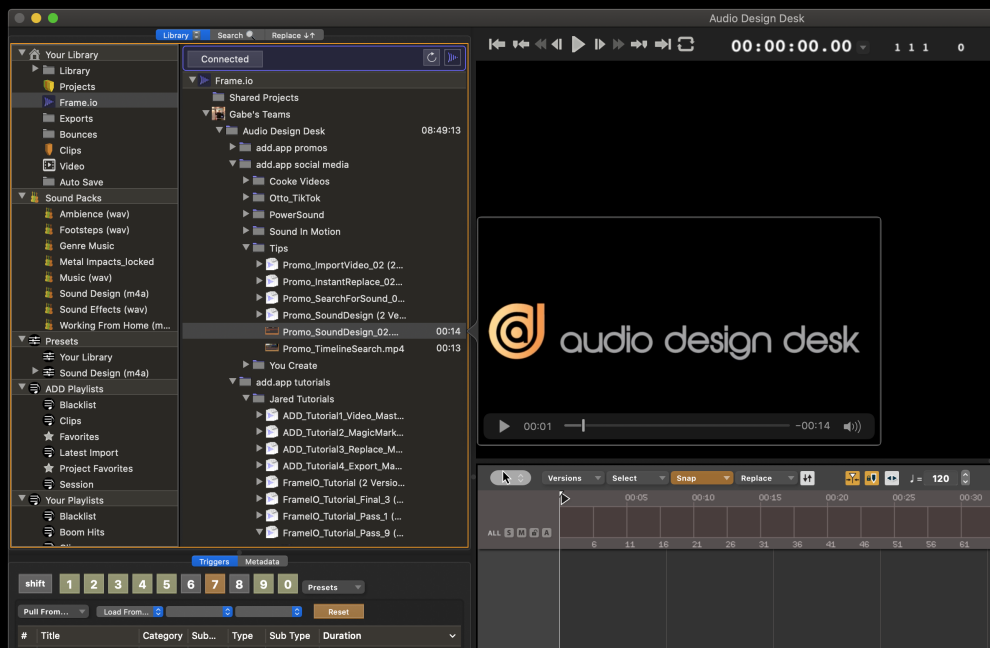 Audio Design Desk
Library
Search
Replace ↓↑
00:00:00.00
1 1 1
0
Your Library
Library
Projects
Frame.io
Exports
Bounces
Clips
Video
Auto Save
Sound Packs
Ambience (wav)
Footsteps (wav)
Genre Music
Metal Impacts_locked
Music (wav)
Sound Design (m4a)
Sound Effects (wav)
Working From Home (m...
Presets
Your Library
Sound Design (m4a)
ADD Playlists
Blacklist
Clips
Favorites
Latest Import
Project Favorites
Session
Your Playlists
Blacklist
Boom Hits
Connected
Frame.io
Shared Projects
Gabe's Teams
Audio Design Desk 08:49:13
add.app promos
add.app social media
Cooke Videos
Otto_TikTok
PowerSound
Sound In Motion
Tips
Promo_ImportVideo_02 (2...
Promo_InstantReplace_02...
Promo_SearchForSound_0...
Promo_SoundDesign (2 Ve...
Promo_SoundDesign_02.... 00:14
Promo_TimelineSearch.mp4 00:13
You Create
add.app tutorials
Jared Tutorials
ADD_Tutorial1_Video_Mast...
ADD_Tutorial2_MagicMark...
ADD_Tutorial3_Replace_M...
ADD_Tutorial4_Export_Ma...
FrameIO_Tutorial (2 Versio...
FrameIO_Tutorial_Final_3 (...
FrameIO_Tutorial_Pass_1 (...
FrameIO_Tutorial_Pass_9 (...
audio design desk
00:01
-00:14
Versions
Select
Snap
Replace
♩ = 120
00:05 00:10 00:15 00:20 00:25 00:30
ALL S M A
6 11 16 21 26 31 36 41 46 51 56 61
Triggers
Metadata
shift 1 2 3 4 5 6 7 8 9 0 Presets
Pull From... Load From... Reset
# Title Category Sub... Type Sub Type Duration